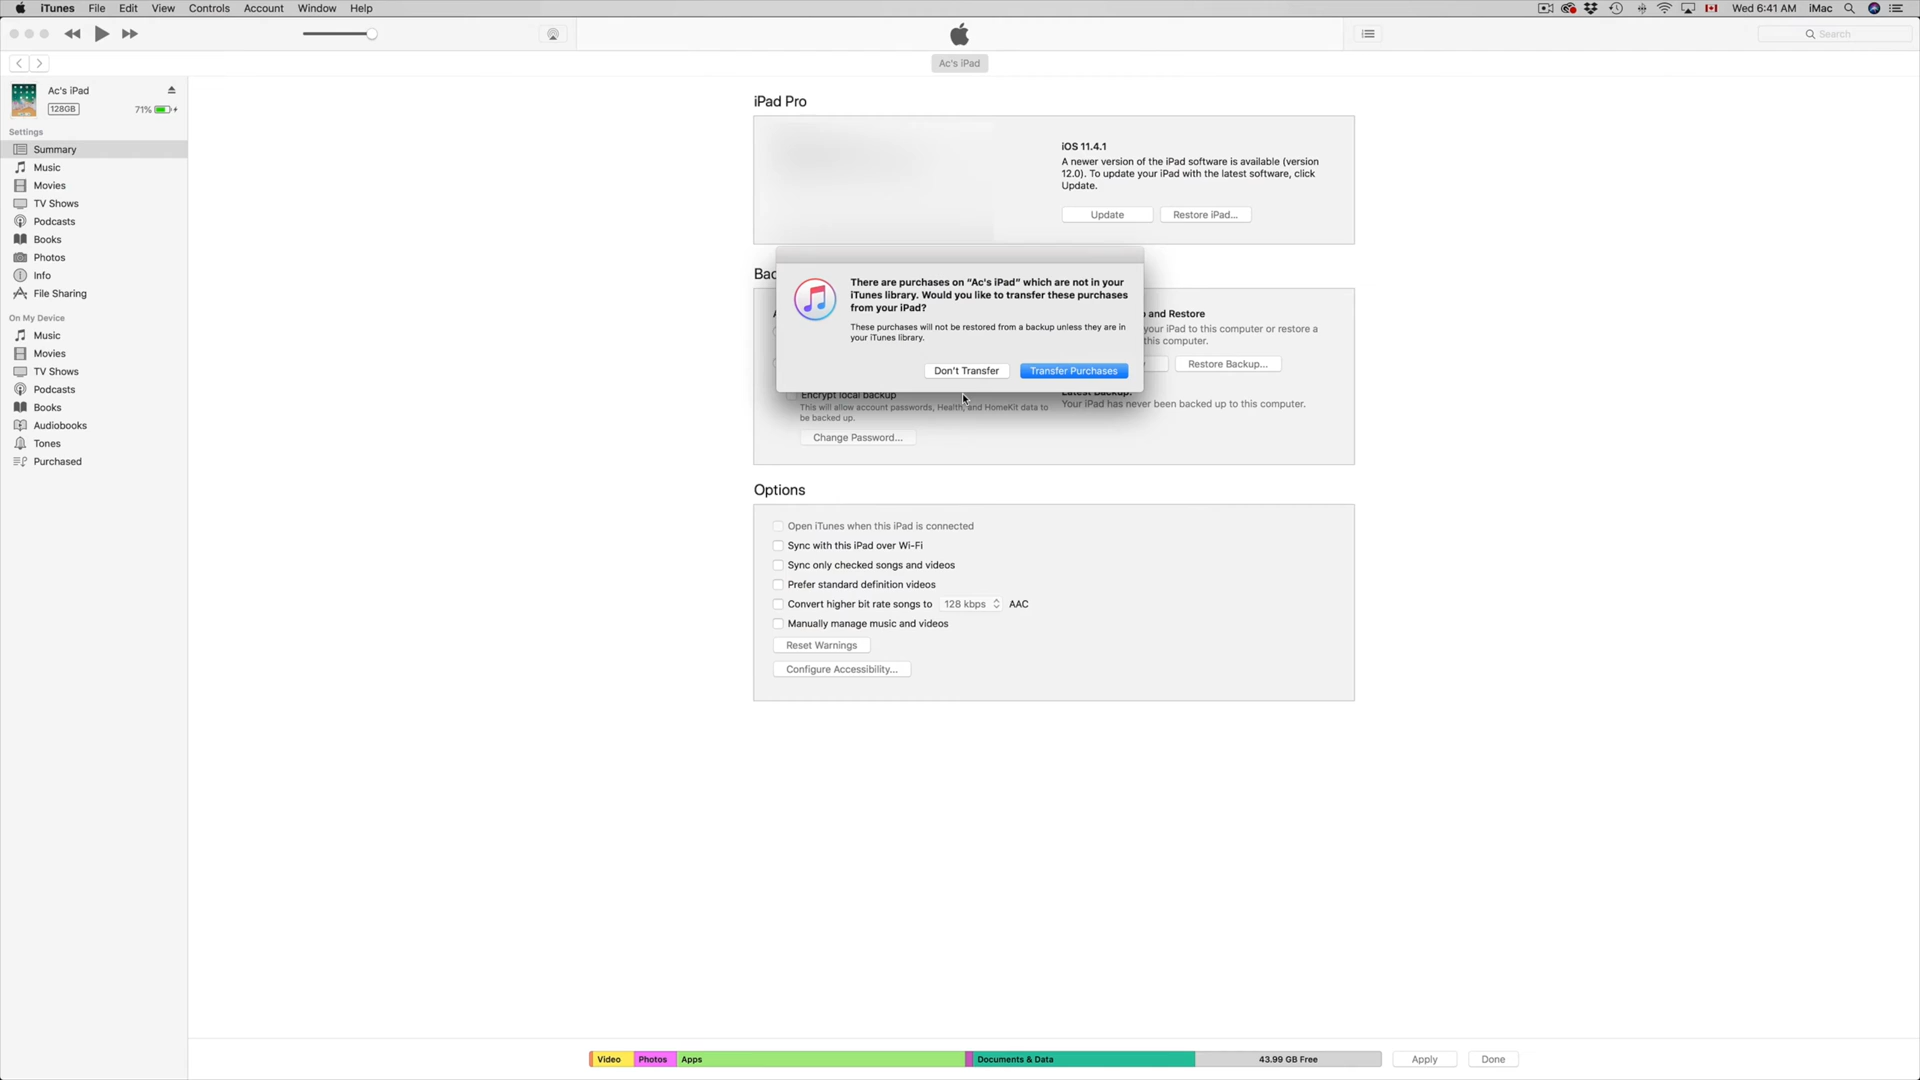 iTunes File Edit View Controls Account Window Help
Wed 6:41 AM iMac
Search
Ac's iPad
Ac's iPad
128GB 71%
Settings
Summary
Music
Movies
TV Shows
Podcasts
Books
Photos
Info
File Sharing
On My Device
Music
Movies
TV Shows
Podcasts
Books
Audiobooks
Tones
Purchased
iPad Pro
iOS 11.4.1
A newer version of the iPad software is available (version
12.0). To update your iPad with the latest software, click
Update.
Update Restore iPad...
There are purchases on “Ac's iPad” which are not in your
iTunes library. Would you like to transfer these purchases
from your iPad?
These purchases will not be restored from a backup unless they are in
your iTunes library.
Don't Transfer Transfer Purchases
Bac
and Restore
your iPad to this computer or restore a
this computer.
Restore Backup...
Encrypt local backup
This will allow account passwords, Health, and HomeKit data to
be backed up.
Change Password...
Latest Backup:
Your iPad has never been backed up to this computer.
Options
Open iTunes when this iPad is connected
Sync with this iPad over Wi-Fi
Sync only checked songs and videos
Prefer standard definition videos
Convert higher bit rate songs to 128 kbps AAC
Manually manage music and videos
Reset Warnings
Configure Accessibility...
Video Photos Apps Documents & Data 43.99 GB Free Apply Done